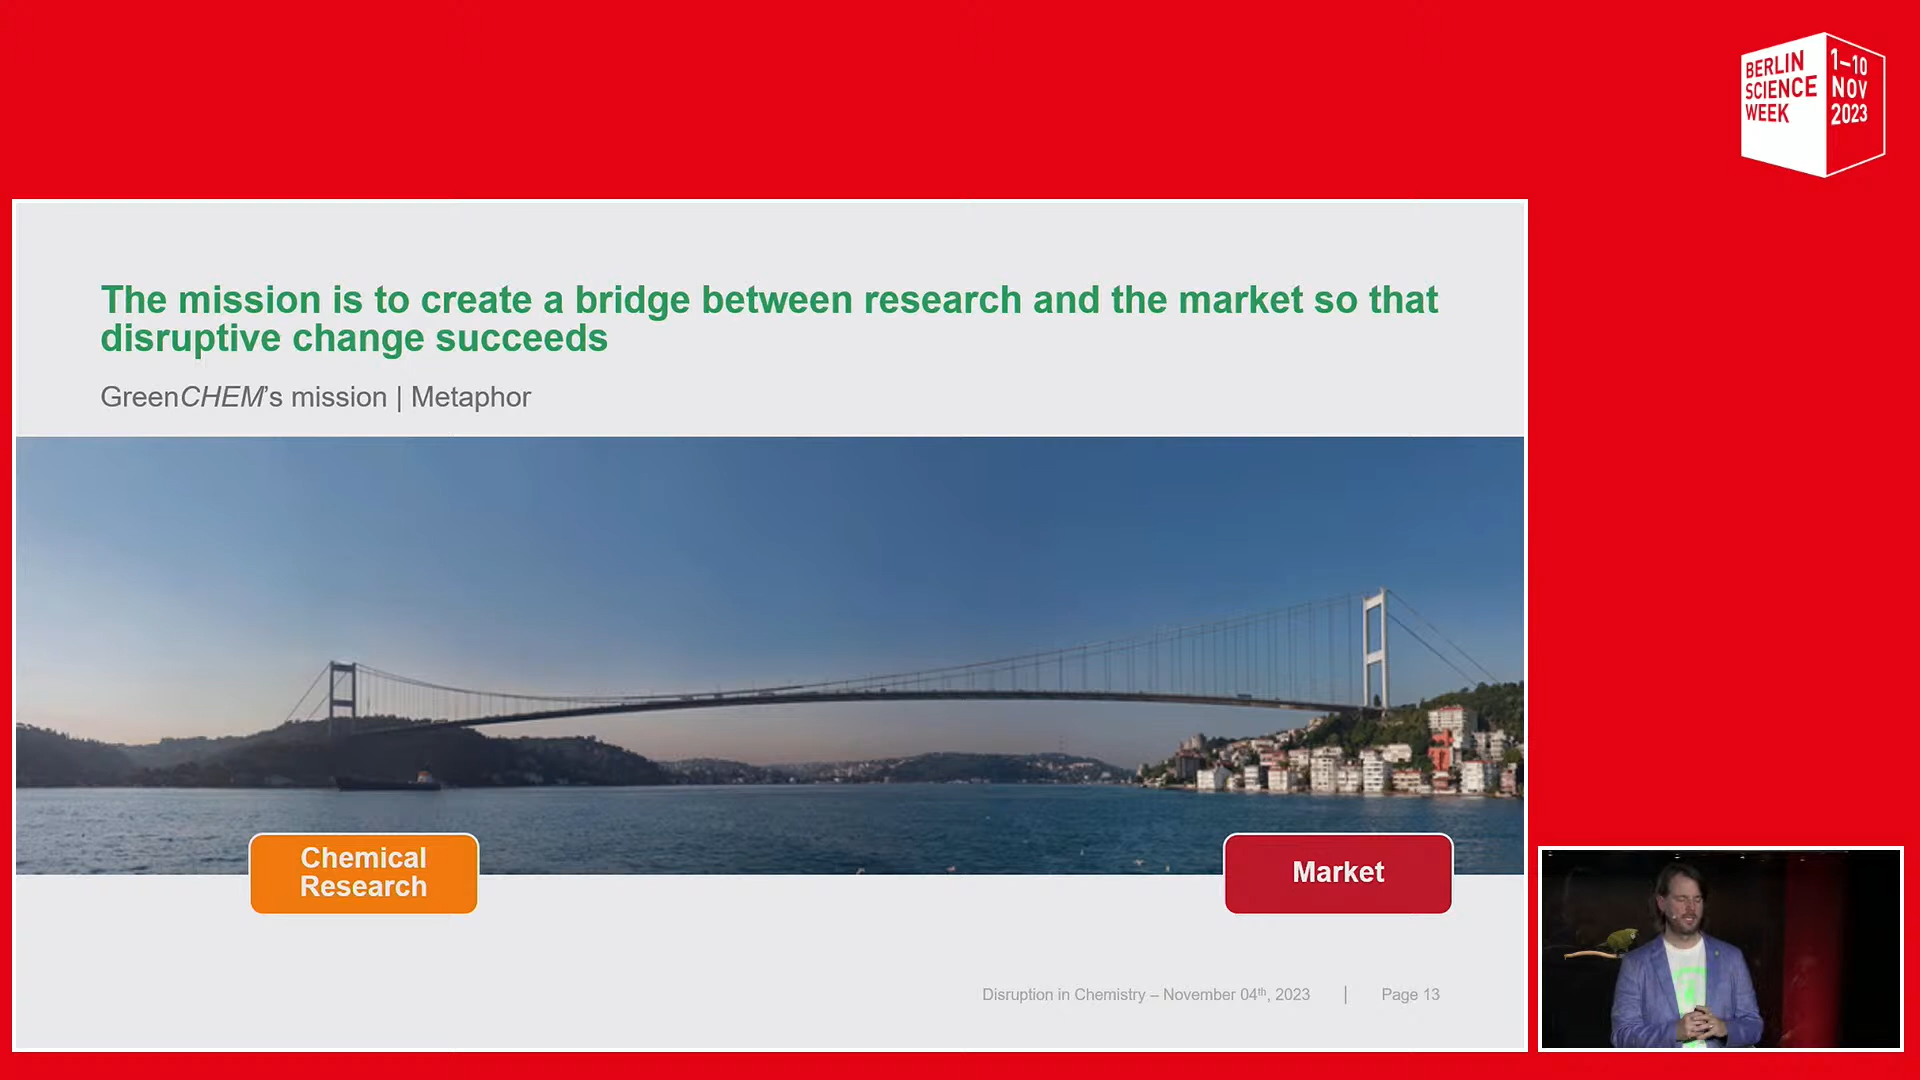 BERLIN
SCIENCE
WEEK
1–10
NOV
2023
The mission is to create a bridge between research and the market so that
disruptive change succeeds
GreenCHEM's mission | Metaphor
Chemical
Research
Market
Disruption in Chemistry – November 04th, 2023 | Page 13